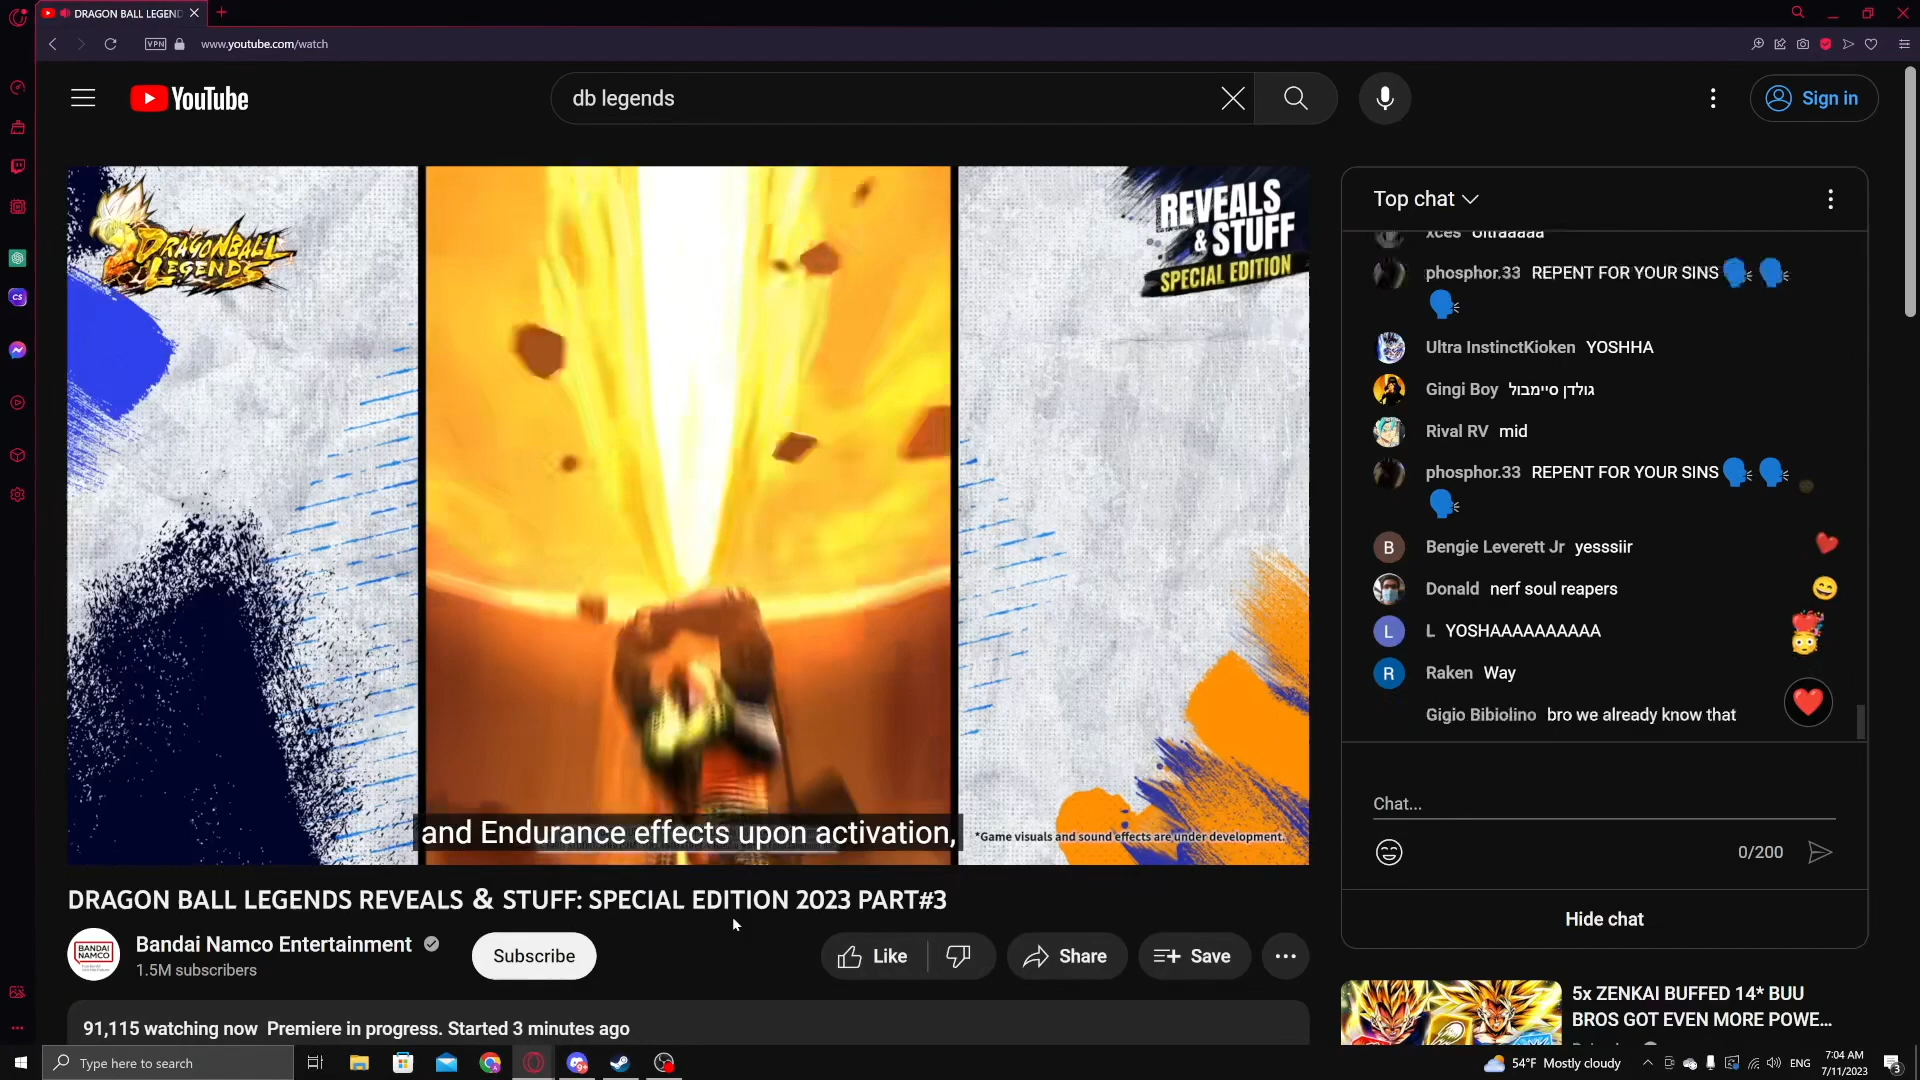 DRAGON BALL LEGEND
VPN
www.youtube.com/watch
YouTube
db legends
Sign in
DRAGONBALL
LEGENDS
REVEALS
& STUFF
SPECIAL EDITION
and Endurance effects upon activation,
*Game visuals and sound effects are under development.
Top chat
xces Ultraaaaa
phosphor.33 REPENT FOR YOUR SINS
Ultra InstinctKioken YOSHHA
Gingi Boy גולדן סיימבול
Rival RV mid
phosphor.33 REPENT FOR YOUR SINS
B Bengie Leverett Jr yesssiir
Donald nerf soul reapers
L L YOSHAAAAAAAAAA
R Raken Way
Gigio Bibiolino bro we already know that
Chat...
0/200
Hide chat
DRAGON BALL LEGENDS REVEALS & STUFF: SPECIAL EDITION 2023 PART#3
BANDAI
NAMCO
Bandai Namco Entertainment
1.5M subscribers
Subscribe
Like
Share
Save
91,115 watching now Premiere in progress. Started 3 minutes ago
5x ZENKAI BUFFED 14* BUU
BROS GOT EVEN MORE POWE...
Type here to search
54°F Mostly cloudy
ENG
7:04 AM
7/11/2023
3